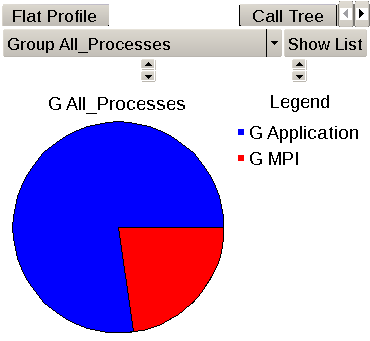 Flat Profile Call Tree
Group All_Processes Show List
G All_Processes Legend
G Application
G MPI